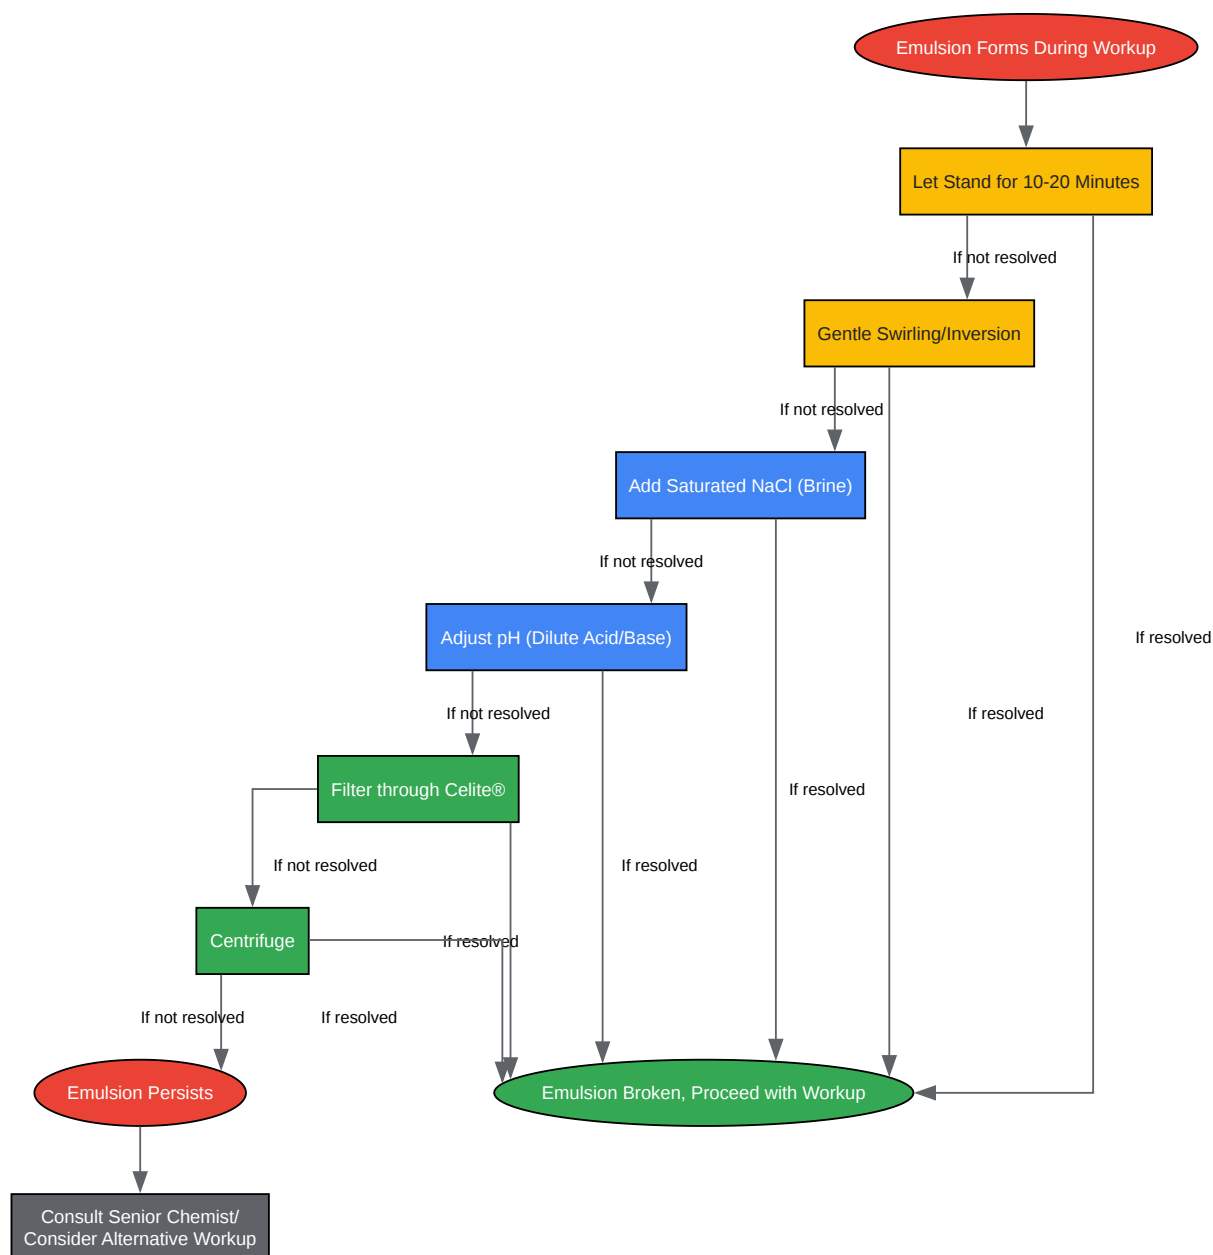 Emulsion Forms During Workup
Let Stand for 10-20 Minutes
If not resolved
Gentle Swirling/Inversion
If not resolved
Add Saturated NaCl (Brine)
If not resolved
Adjust pH (Dilute Acid/Base)
If resolved
If not resolved
If resolved
Filter through Celite®
If resolved
If not resolved
If resolved
Centrifuge
If resolved
If not resolved
If resolved
Emulsion Persists
Emulsion Broken, Proceed with Workup
Consult Senior Chemist/
Consider Alternative Workup